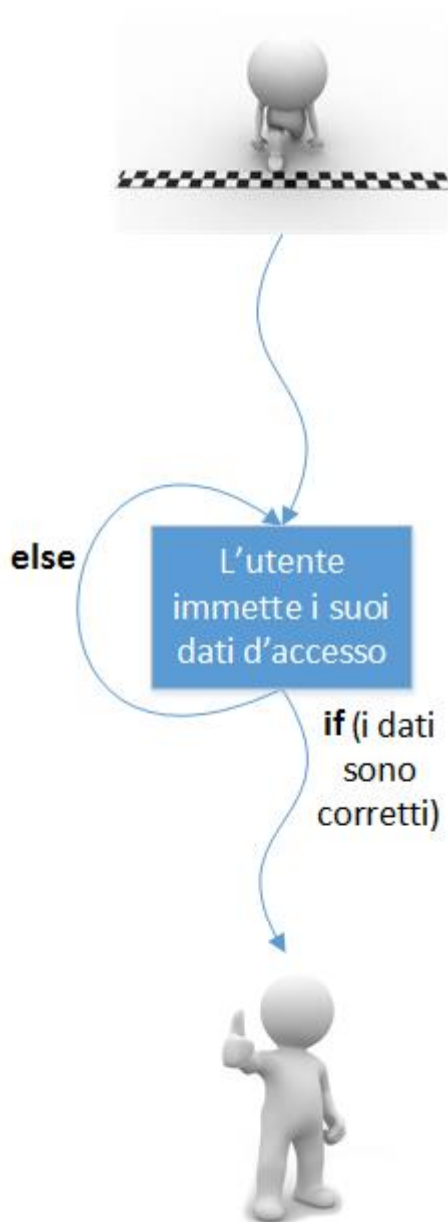 else
L'utente
immette i suoi
dati d'accesso
if (i dati
sono
corretti)